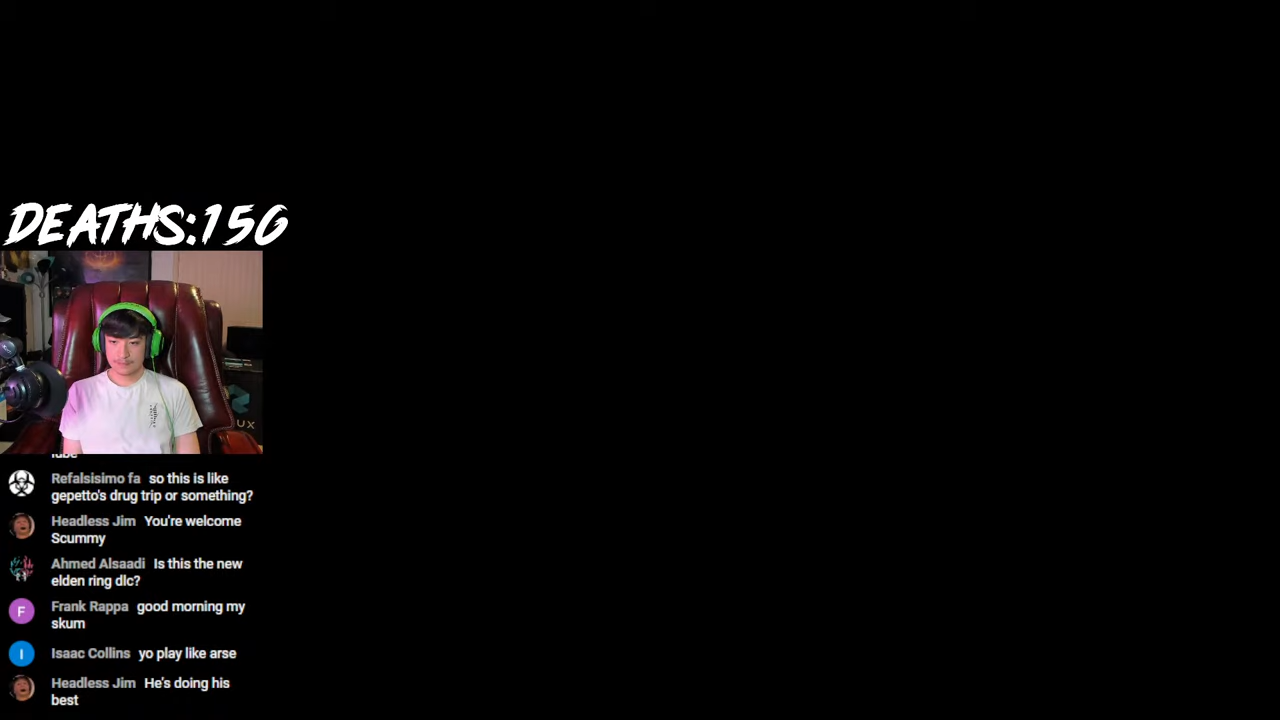 DEATHS:156
UX
Refalsisimo fa so this is like
gepetto's drug trip or something?
Headless Jim You're welcome
Scummy
Ahmed Alsaadi Is this the new
elden ring dlc?
F Frank Rappa good morning my
skum
I Isaac Collins yo play like arse
Headless Jim He's doing his
best